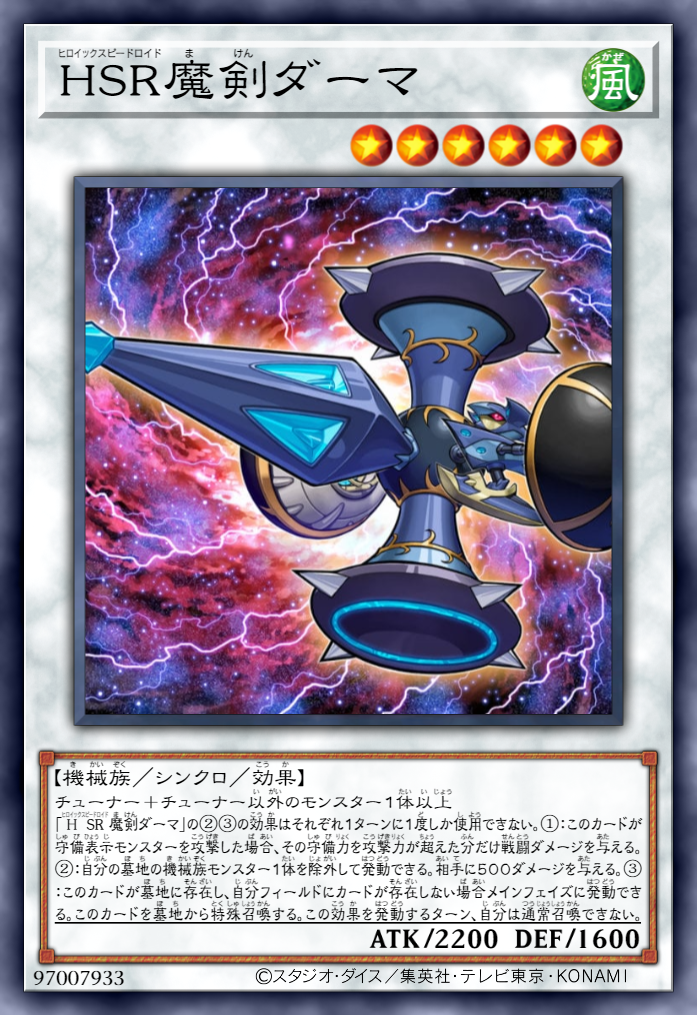 ヒロイックスピードロイド ま けん
HSR魔剣ダーマ
かぜ
風
き かい ぞく こう か
【機械族／シンクロ／効果】
チューナー＋チューナー以外のモンスター1体以上
「H SR魔剣ダーマ」の②③の効果はそれぞれ1ターンに1度しか使用できない。①:このカードが
守備表示モンスターを攻撃した場合、その守備力を攻撃力が超えた分だけ戦闘ダメージを与える。
②:自分の墓地の機械族モンスター1体を除外して発動できる。相手に500ダメージを与える。③
:このカードが墓地に存在し、自分フィールドにカードが存在しない場合メインフェイズに発動でき
る。このカードを墓地から特殊召喚する。この効果を発動するターン、自分は通常召喚できない。
ATK/2200 DEF/1600
97007933 ©スタジオ・ダイス／集英社・テレビ東京・KONAMI